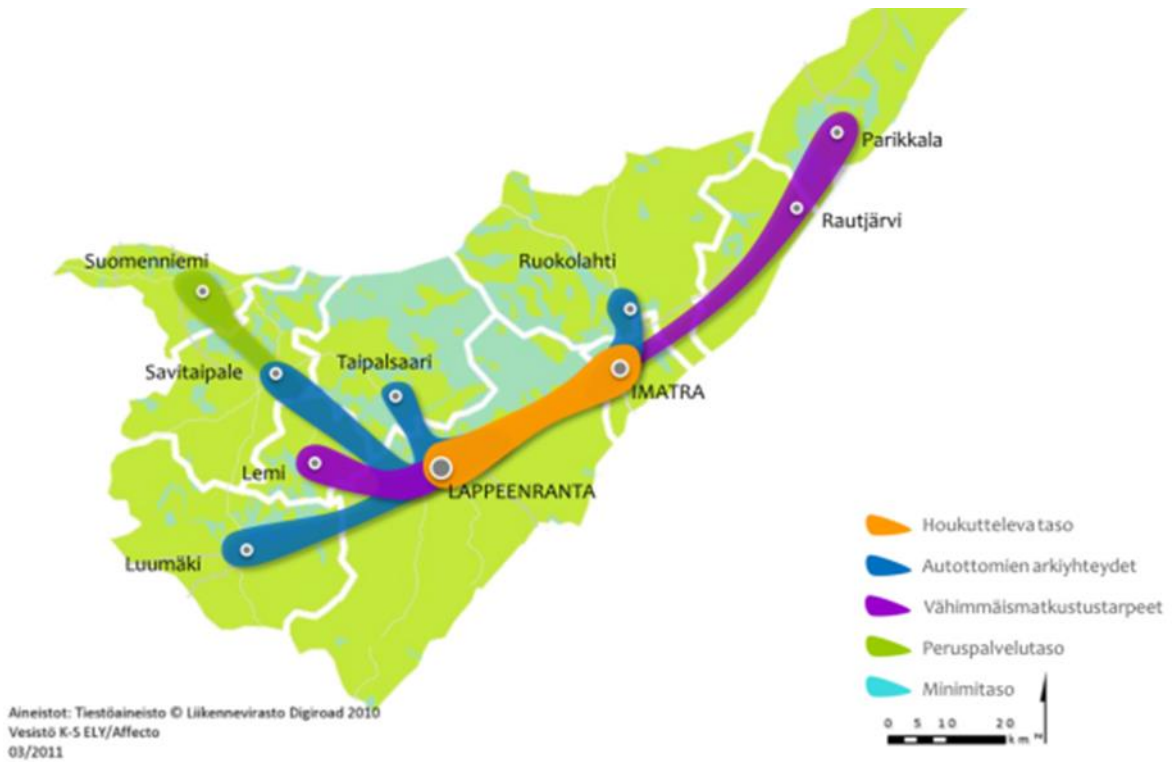 Parikkala
Rautjärvi
Ruokolahti
Suomenniemi
Taipalsaari
Savitaipale
IMATRA
Lemi
LAPPEENRANTA
Luumäki
Houkutteleva taso
Autottomien arkiyhteydet
Vähimmäismatkustustarpeet
Peruspalvelutaso
Minimitaso
0 5 10 20
km
N
Aineistot: Tiestöaineisto © Liikennevirasto Digiroad 2010
Vesistö K-S ELY/Affecto
03/2011